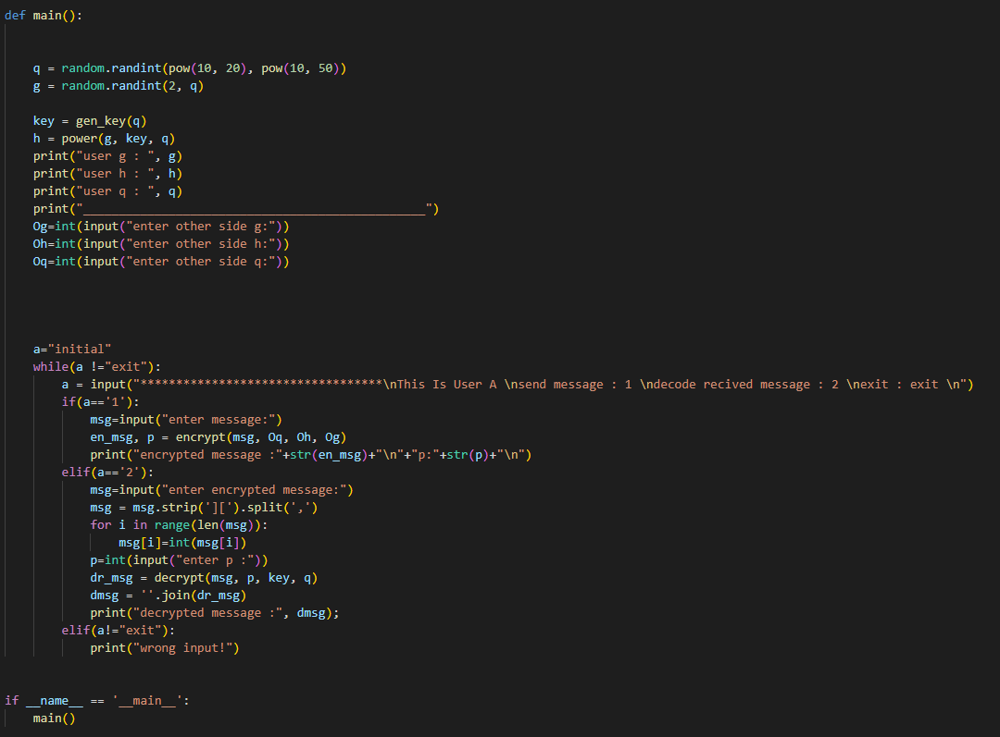 def main():
q = random.randint(pow(10, 20), pow(10, 50))
g = random.randint(2, q)
key = gen_key(q)
h = power(g, key, q)
print("user g : ", g)
print("user h : ", h)
print("user q : ", q)
print("________________________________________________")
Og=int(input("enter other side g:"))
Oh=int(input("enter other side h:"))
Oq=int(input("enter other side q:"))
a="initial"
while(a !="exit"):
a = input("**********************************\nThis Is User A \nsend message : 1 \ndecode recived message : 2 \nexit : exit \n")
if(a=='1'):
msg=input("enter message:")
en_msg, p = encrypt(msg, Oq, Oh, Og)
print("encrypted message :"+str(en_msg)+"\n"+"p:"+str(p)+"\n")
elif(a=='2'):
msg=input("enter encrypted message:")
msg = msg.strip('][').split(',')
for i in range(len(msg)):
msg[i]=int(msg[i])
p=int(input("enter p :"))
dr_msg = decrypt(msg, p, key, q)
dmsg = ''.join(dr_msg)
print("decrypted message :", dmsg);
elif(a!="exit"):
print("wrong input!")
if __name__ == '__main__':
main()